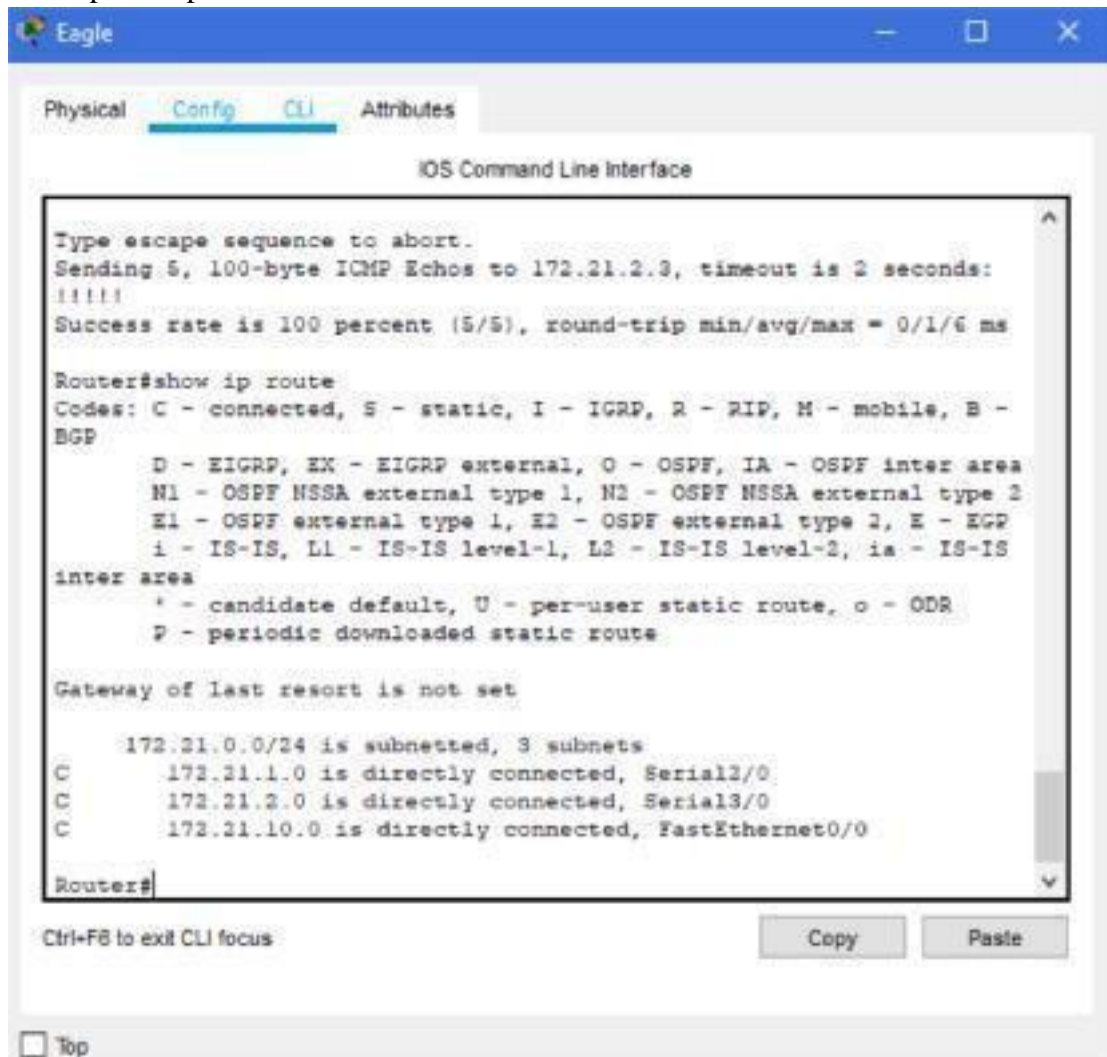 Eagle
Physical Config CLI Attributes
IOS Command Line Interface
Type escape sequence to abort.
Sending 5, 100-byte ICMP Echos to 172.21.2.3, timeout is 2 seconds:
!!!!!
Success rate is 100 percent (5/5), round-trip min/avg/max = 0/1/6 ms
Router#show ip route
Codes: C - connected, S - static, I - IGRP, R - RIP, M - mobile, B -
BGP
D - EIGRP, EX - EIGRP external, O - OSPF, IA - OSPF inter area
N1 - OSPF NSSA external type 1, N2 - OSPF NSSA external type 2
E1 - OSPF external type 1, E2 - OSPF external type 2, E - EGP
i - IS-IS, L1 - IS-IS level-1, L2 - IS-IS level-2, ia - IS-IS
inter area
* - candidate default, U - per-user static route, o - ODR
P - periodic downloaded static route
Gateway of last resort is not set
172.21.0.0/24 is subnetted, 3 subnets
C 172.21.1.0 is directly connected, Serial2/0
C 172.21.2.0 is directly connected, Serial3/0
C 172.21.10.0 is directly connected, FastEthernet0/0
Router#
Ctrl+F6 to exit CLI focus
Copy Paste
Top